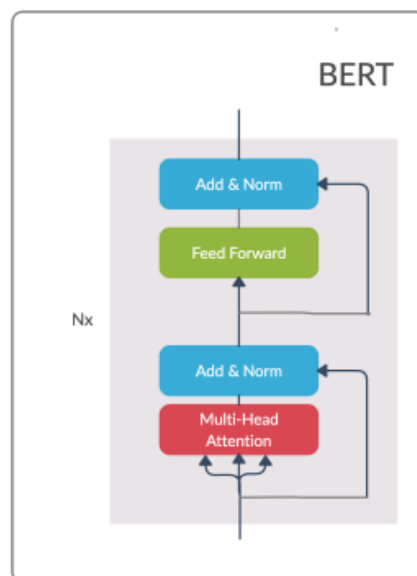 BERT
Add & Norm
Feed Forward
Nx
Add & Norm
Multi-Head
Attention